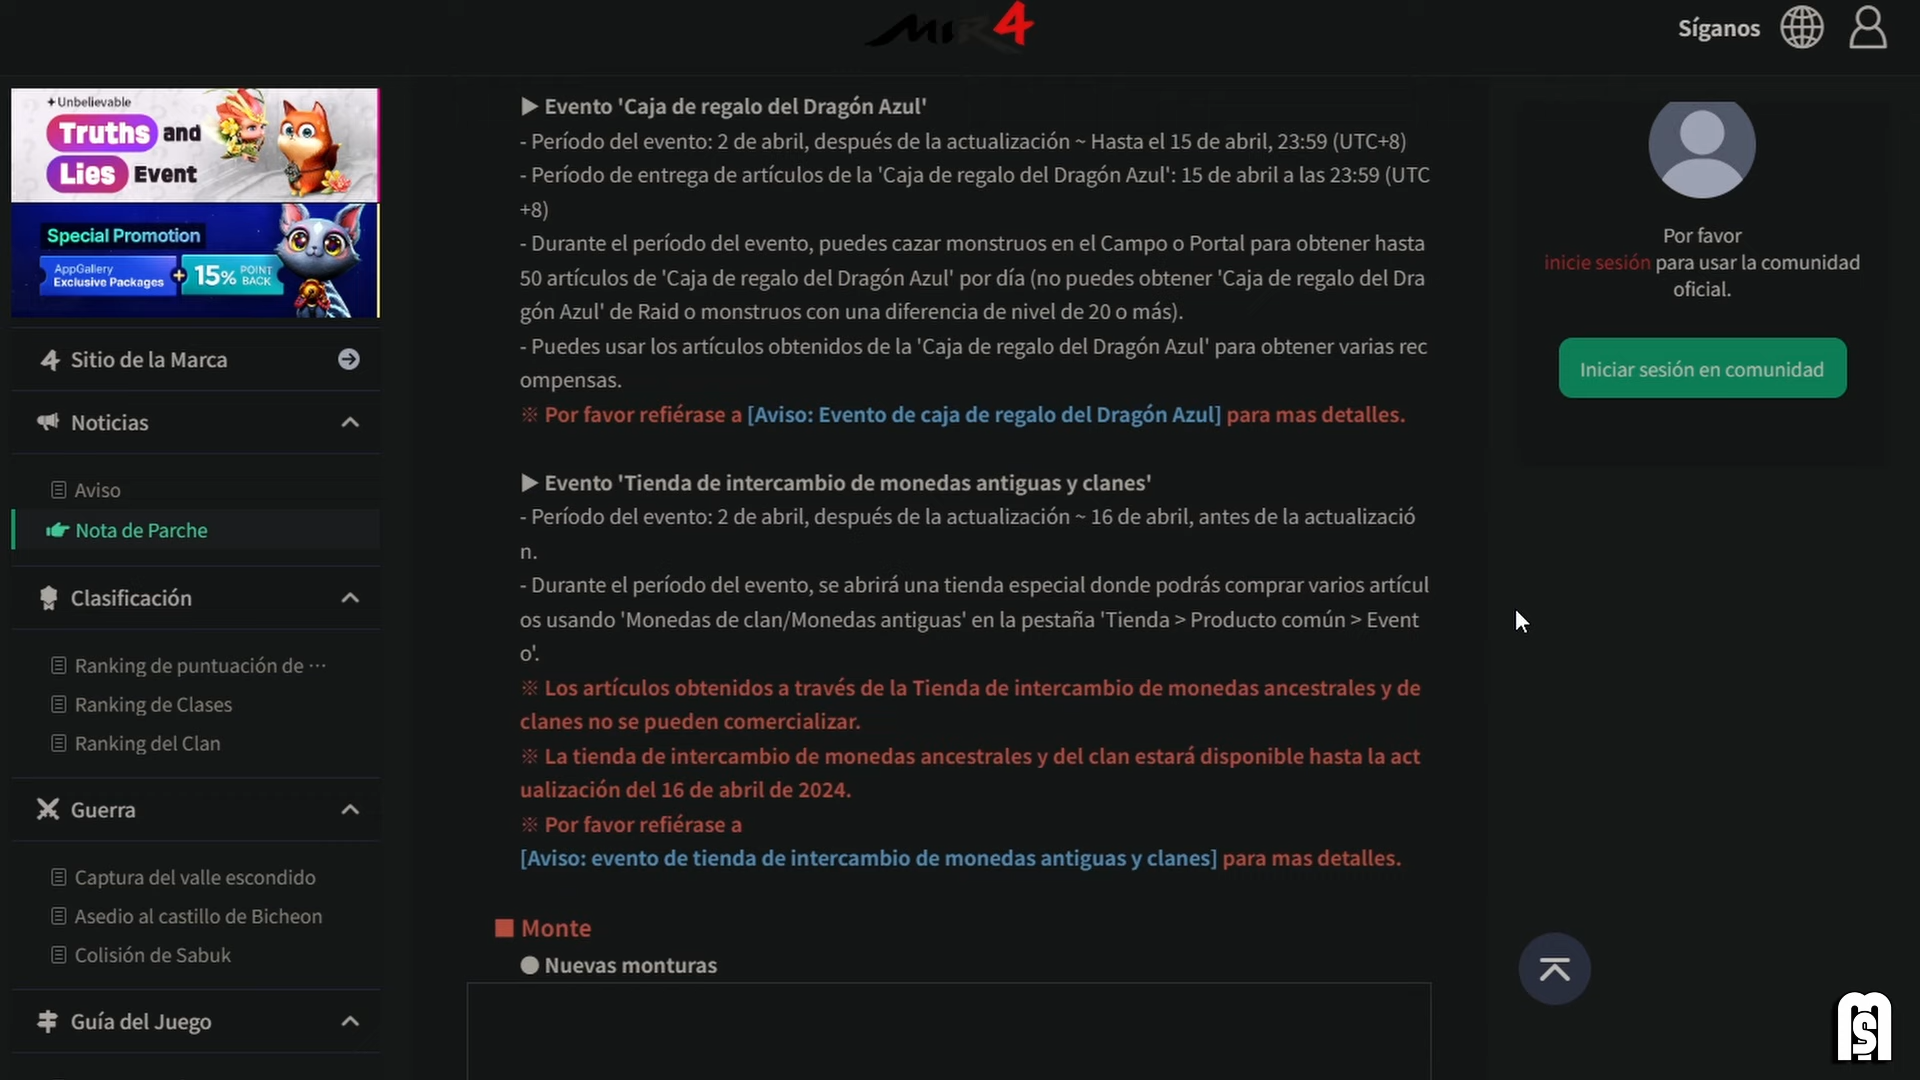 MIR4
Síganos
+Unbelievable
Truths and
Lies Event
Special Promotion
AppGallery
Exclusive Packages
+
15% POINT
BACK
4 Sitio de la Marca
Noticias
Aviso
Nota de Parche
Clasificación
Ranking de puntuación de ···
Ranking de Clases
Ranking del Clan
Guerra
Captura del valle escondido
Asedio al castillo de Bicheon
Colisión de Sabuk
Guía del Juego
▶ Evento 'Caja de regalo del Dragón Azul'
- Período del evento: 2 de abril, después de la actualización ~ Hasta el 15 de abril, 23:59 (UTC+8)
- Período de entrega de artículos de la 'Caja de regalo del Dragón Azul': 15 de abril a las 23:59 (UTC
+8)
- Durante el período del evento, puedes cazar monstruos en el Campo o Portal para obtener hasta
50 artículos de 'Caja de regalo del Dragón Azul' por día (no puedes obtener 'Caja de regalo del Dra
gón Azul' de Raid o monstruos con una diferencia de nivel de 20 o más).
- Puedes usar los artículos obtenidos de la 'Caja de regalo del Dragón Azul' para obtener varias rec
ompensas.
※ Por favor refiérase a [Aviso: Evento de caja de regalo del Dragón Azul] para mas detalles.
▶ Evento 'Tienda de intercambio de monedas antiguas y clanes'
- Período del evento: 2 de abril, después de la actualización ~ 16 de abril, antes de la actualizació
n.
- Durante el período del evento, se abrirá una tienda especial donde podrás comprar varios artícul
os usando 'Monedas de clan/Monedas antiguas' en la pestaña 'Tienda > Producto común > Event
o'.
※ Los artículos obtenidos a través de la Tienda de intercambio de monedas ancestrales y de
clanes no se pueden comercializar.
※ La tienda de intercambio de monedas ancestrales y del clan estará disponible hasta la act
ualización del 16 de abril de 2024.
※ Por favor refiérase a
[Aviso: evento de tienda de intercambio de monedas antiguas y clanes] para mas detalles.
■ Monte
● Nuevas monturas
Por favor
inicie sesión para usar la comunidad
oficial.
Iniciar sesión en comunidad